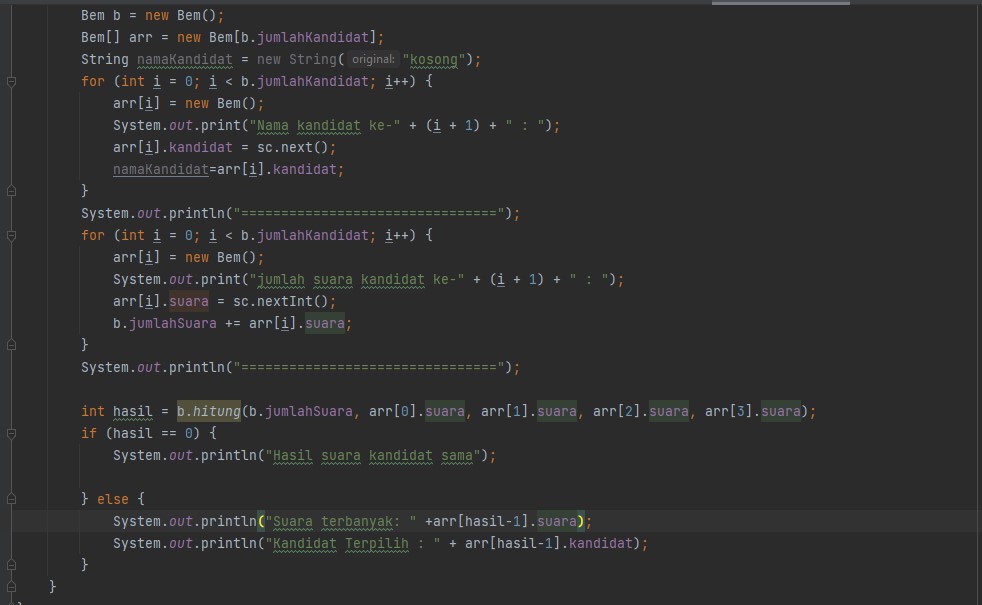 Bem b = new Bem();
Bem[] arr = new Bem[b.jumlahKandidat];
String namaKandidat = new String( original: "kosong");
for (int i = 0; i < b.jumlahKandidat; i++) {
arr[i] = new Bem();
System.out.print("Nama kandidat ke-" + (i + 1) + " : ");
arr[i].kandidat = sc.next();
namaKandidat=arr[i].kandidat;
}
System.out.println("================================");
for (int i = 0; i < b.jumlahKandidat; i++) {
arr[i] = new Bem();
System.out.print("jumlah suara kandidat ke-" + (i + 1) + " : ");
arr[i].suara = sc.nextInt();
b.jumlahSuara += arr[i].suara;
}
System.out.println("================================");
int hasil = b.hitung(b.jumlahSuara, arr[0].suara, arr[1].suara, arr[2].suara, arr[3].suara);
if (hasil == 0) {
System.out.println("Hasil suara kandidat sama");
} else {
System.out.println("Suara terbanyak: " +arr[hasil-1].suara);
System.out.println("Kandidat Terpilih : " + arr[hasil-1].kandidat);
}
}